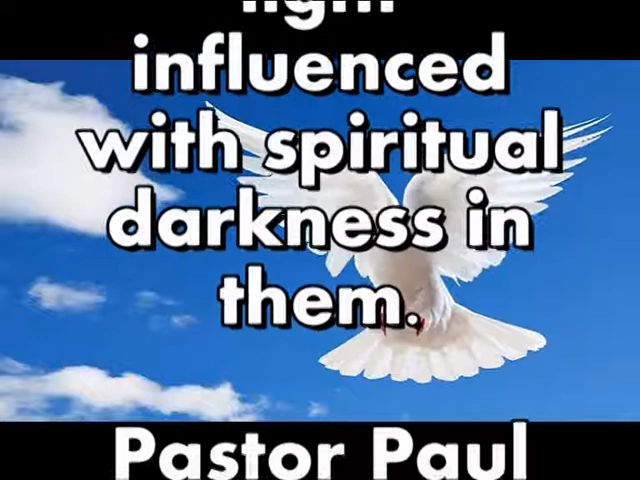 influenced
with spiritual
darkness in
them.
Pastor Paul